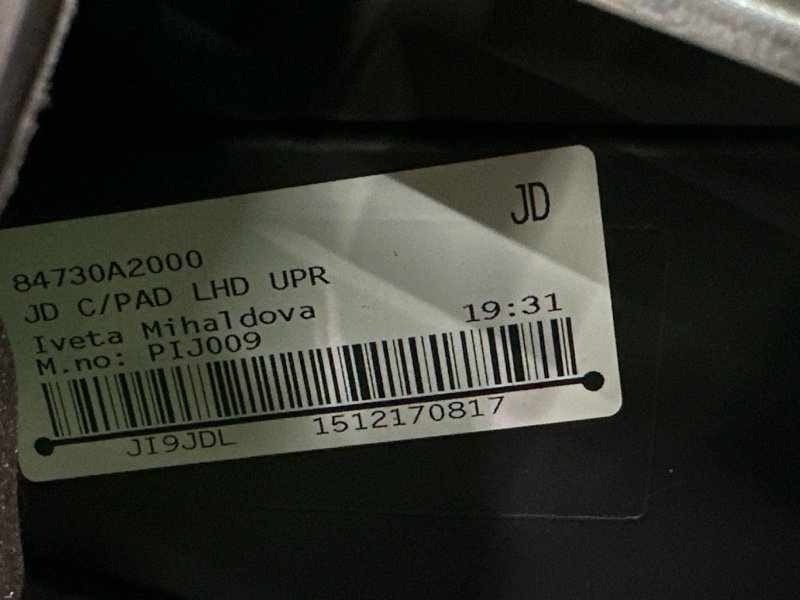 JD
84730A2000
JD C/PAD LHD UPR
Iveta Mihaldova 19:31
M.no: PIJ009
JI9JDL 1512170817